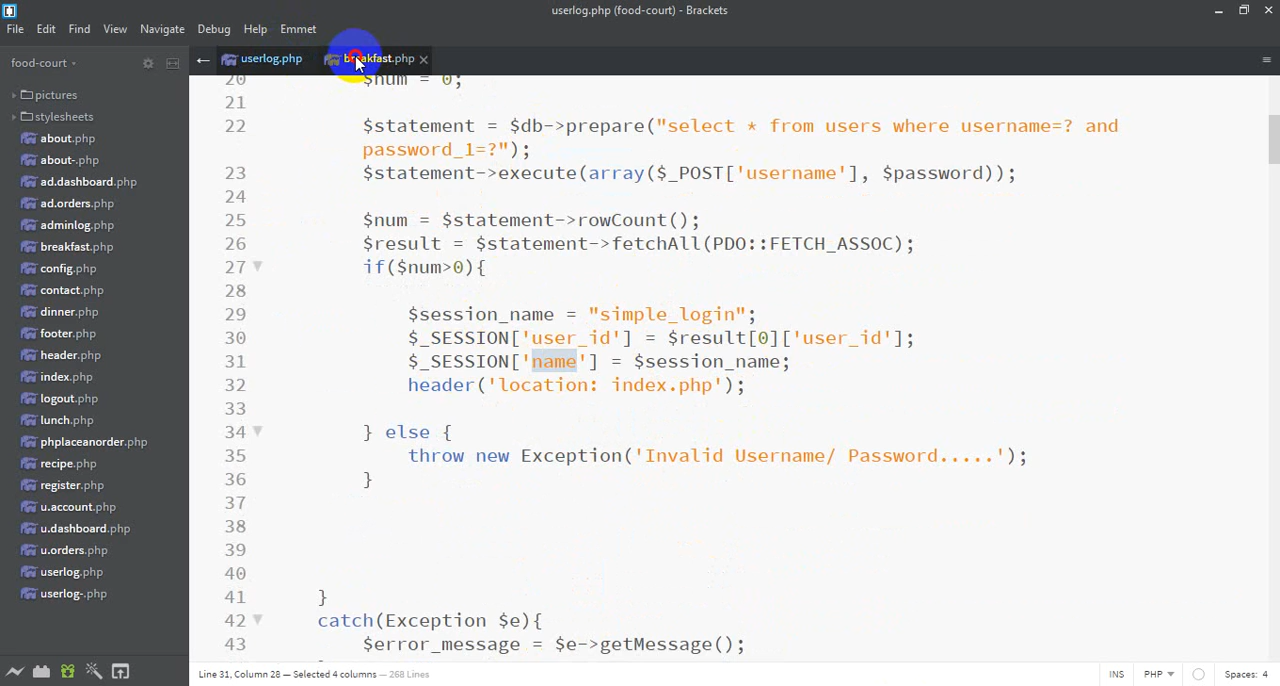 userlog.php (food-court) - Brackets
File Edit Find View Navigate Debug Help Emmet
food-court
userlog.php
breakfast.php
pictures
stylesheets
about.php
about-.php
ad.dashboard.php
ad.orders.php
adminlog.php
breakfast.php
config.php
contact.php
dinner.php
footer.php
header.php
index.php
logout.php
lunch.php
phplaceanorder.php
recipe.php
register.php
u.account.php
u.dashboard.php
u.orders.php
userlog.php
userlog-.php
20 $num = 0;
21
22 $statement = $db->prepare("select * from users where username=? and
password_1=?");
23 $statement->execute(array($_POST['username'], $password));
24
25 $num = $statement->rowCount();
26 $result = $statement->fetchAll(PDO::FETCH_ASSOC);
27 if($num>0){
28
29 $session_name = "simple_login";
30 $_SESSION['user_id'] = $result[0]['user_id'];
31 $_SESSION['name'] = $session_name;
32 header('location: index.php');
33
34 } else {
35 throw new Exception('Invalid Username/ Password.....');
36 }
37
38
39
40
41 }
42 catch(Exception $e){
43 $error_message = $e->getMessage();
Line 31, Column 28 — Selected 4 columns — 268 Lines
INS PHP Spaces: 4